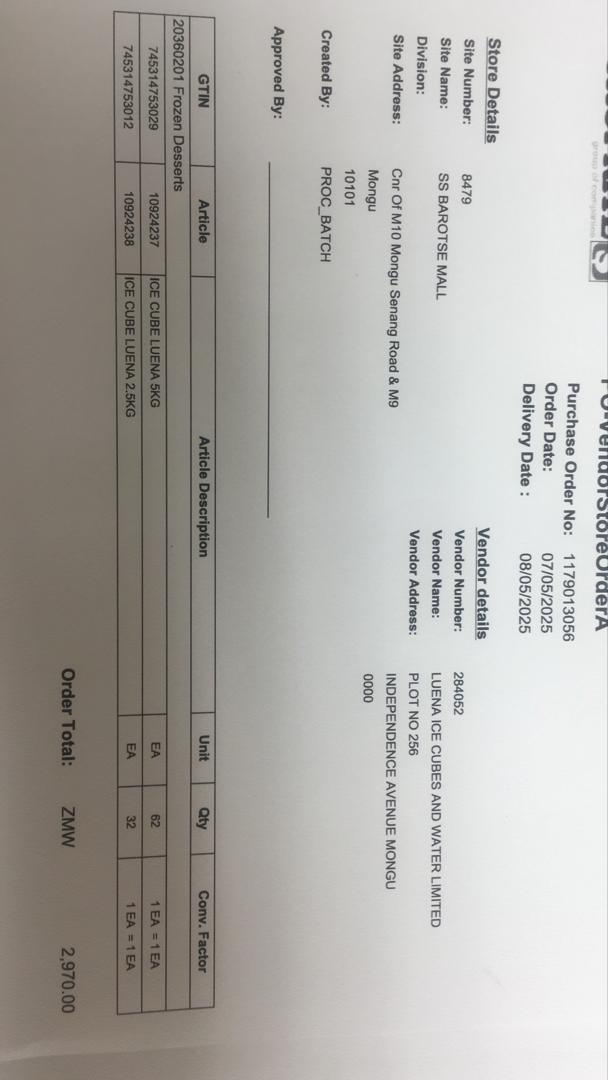 group of companies
Purchase Order No: 1179013056
Order Date: 07/05/2025
Delivery Date : 08/05/2025
Store Details
Site Number: 8479
Site Name: SS BAROTSE MALL
Division:
Site Address: Cnr Of M10 Mongu Senang Road & M9
Mongu
10101
Created By: PROC_BATCH
Vendor details
Vendor Number: 284052
Vendor Name: LUENA ICE CUBES AND WATER LIMITED
Vendor Address: PLOT NO 256
INDEPENDENCE AVENUE MONGU
0000
Approved By:
GTIN Article Article Description Unit Qty Conv. Factor
20360201 Frozen Desserts
745314753029 10924237 ICE CUBE LUENA 5KG EA 62 1 EA = 1 EA
745314753012 10924238 ICE CUBE LUENA 2.5KG EA 32 1 EA = 1 EA
Order Total: ZMW 2,970.00